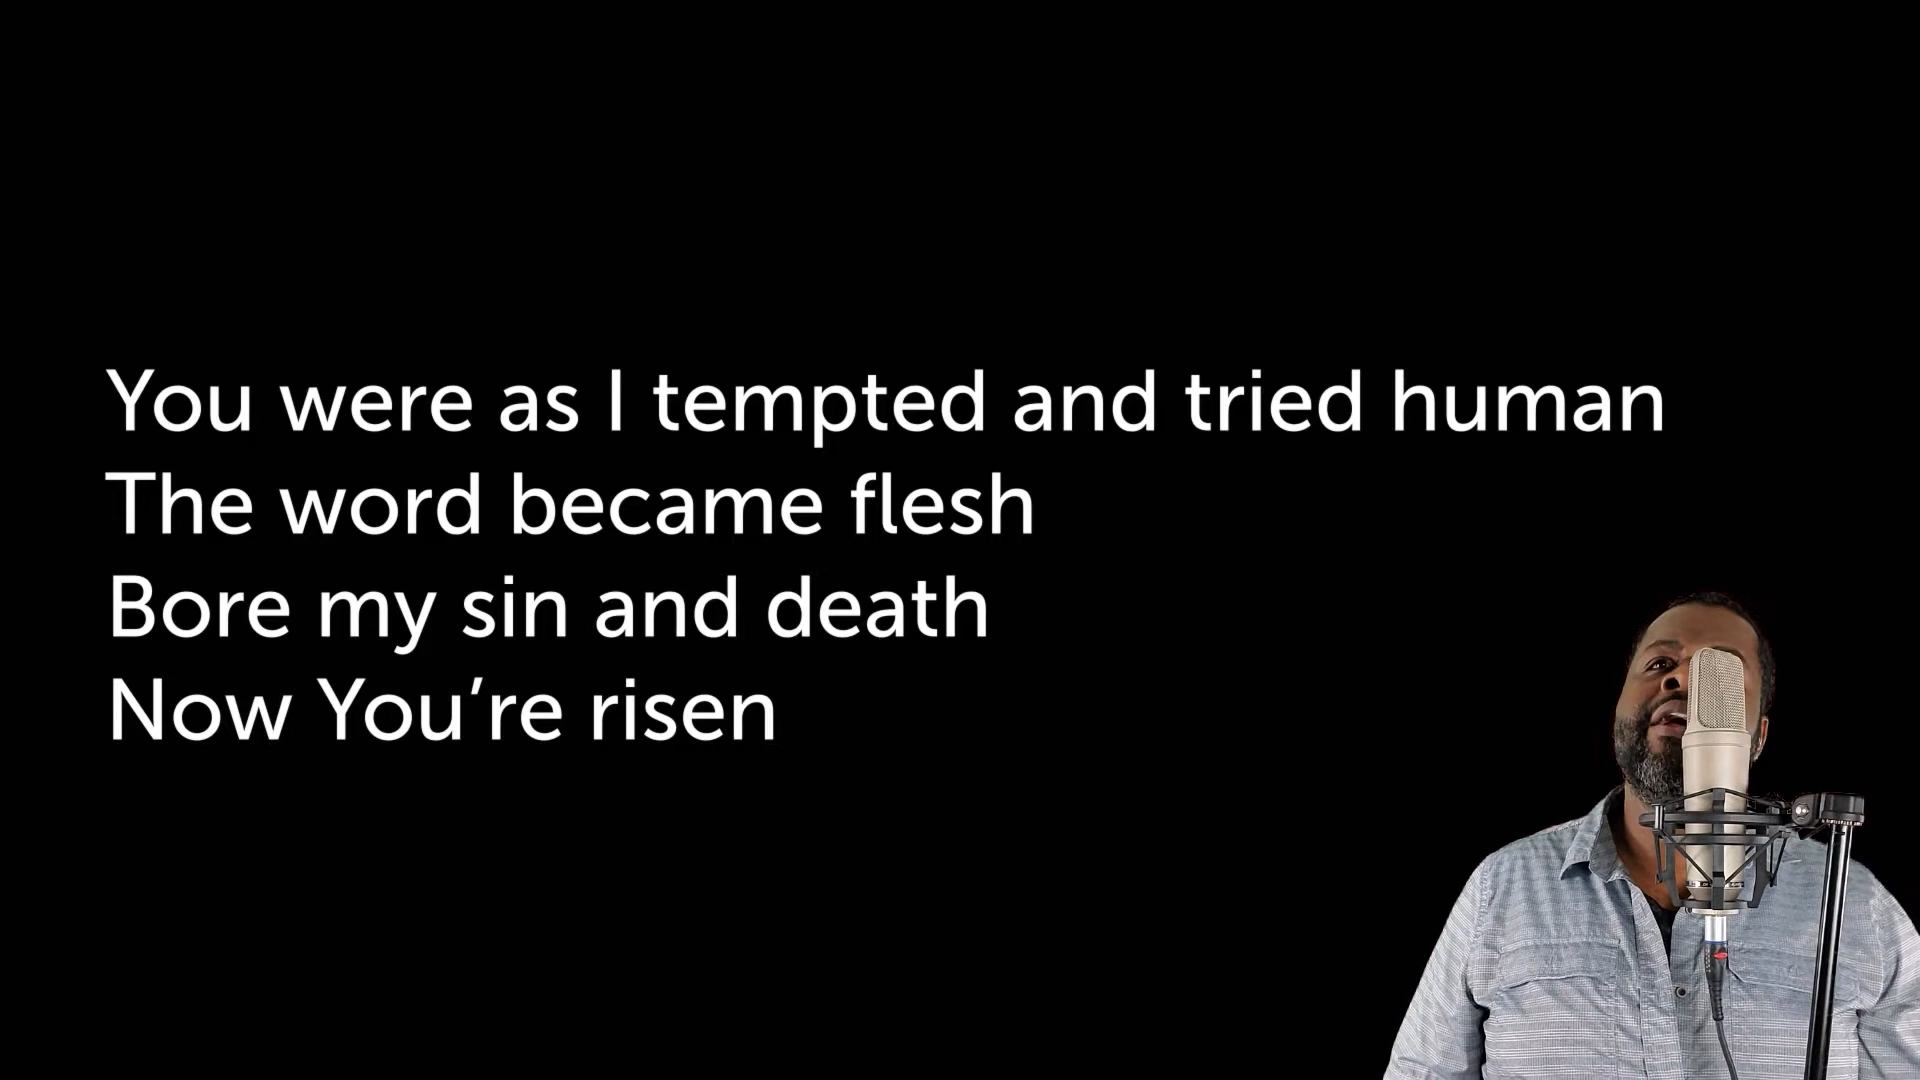 You were as I tempted and tried human
The word became flesh
Bore my sin and death
Now You’re risen